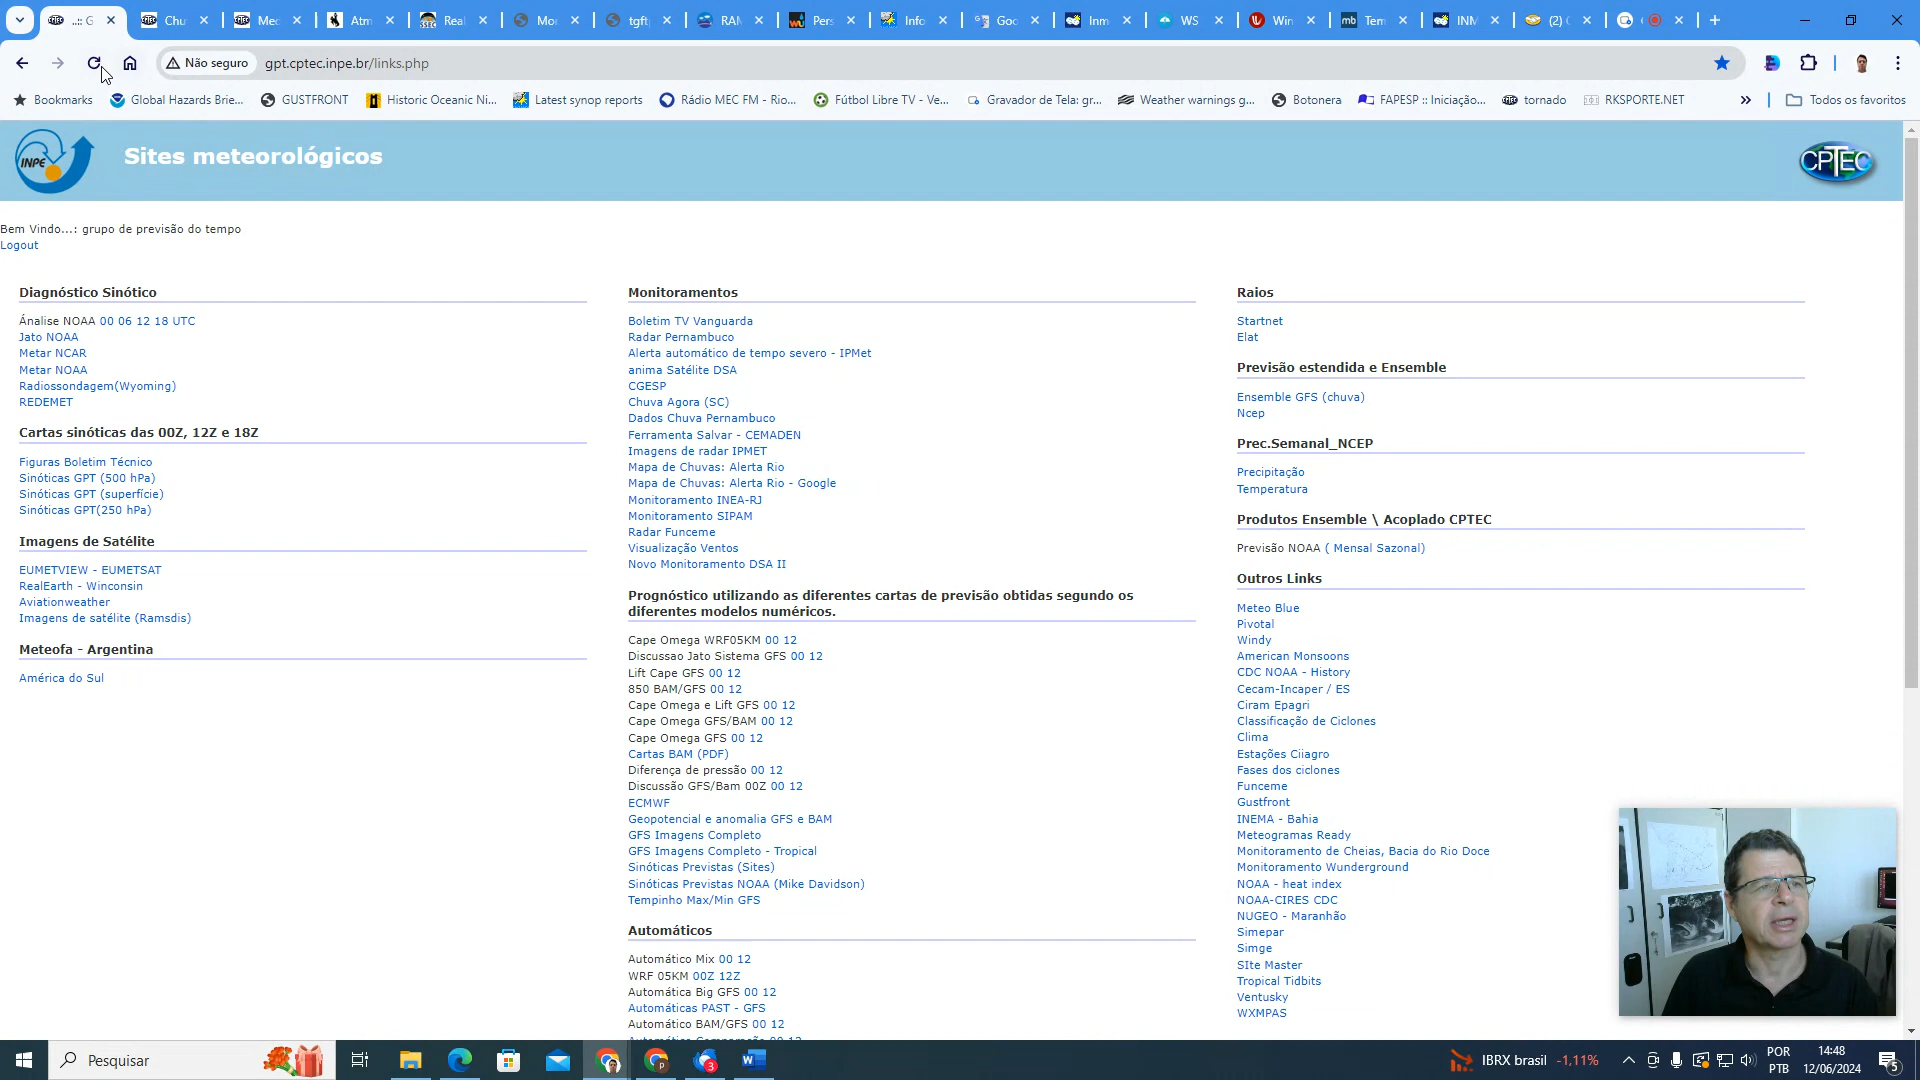 ..:: G
Chu
Mec
Atm
Real
Mor
tgft
RAM
Pers
Info
Goo
Inm
WS
Win
Tem
INM
(2)
Não seguro
gpt.cptec.inpe.br/links.php
Bookmarks
Global Hazards Brie...
GUSTFRONT
Historic Oceanic Ni...
Latest synop reports
Rádio MEC FM - Rio...
Fútbol Libre TV - Ve...
Gravador de Tela: gr...
Weather warnings g...
Botonera
FAPESP :: Iniciação...
tornado
RKSPORTE.NET
Todos os favoritos
INPE
Sites meteorológicos
CPTEC
Bem Vindo...: grupo de previsão do tempo
Logout
Diagnóstico Sinótico
Ánalise NOAA 00 06 12 18 UTC
Jato NOAA
Metar NCAR
Metar NOAA
Radiossondagem(Wyoming)
REDEMET
Cartas sinóticas das 00Z, 12Z e 18Z
Figuras Boletim Técnico
Sinóticas GPT (500 hPa)
Sinóticas GPT (superfície)
Sinóticas GPT(250 hPa)
Imagens de Satélite
EUMETVIEW - EUMETSAT
RealEarth - Winconsin
Aviationweather
Imagens de satélite (Ramsdis)
Meteofa - Argentina
América do Sul
Monitoramentos
Boletim TV Vanguarda
Radar Pernambuco
Alerta automático de tempo severo - IPMet
anima Satélite DSA
CGESP
Chuva Agora (SC)
Dados Chuva Pernambuco
Ferramenta Salvar - CEMADEN
Imagens de radar IPMET
Mapa de Chuvas: Alerta Rio
Mapa de Chuvas: Alerta Rio - Google
Monitoramento INEA-RJ
Monitoramento SIPAM
Radar Funceme
Visualização Ventos
Novo Monitoramento DSA II
Prognóstico utilizando as diferentes cartas de previsão obtidas segundo os
diferentes modelos numéricos.
Cape Omega WRF05KM 00 12
Discussao Jato Sistema GFS 00 12
Lift Cape GFS 00 12
850 BAM/GFS 00 12
Cape Omega e Lift GFS 00 12
Cape Omega GFS/BAM 00 12
Cape Omega GFS 00 12
Cartas BAM (PDF)
Diferença de pressão 00 12
Discussão GFS/Bam 00Z 00 12
ECMWF
Geopotencial e anomalia GFS e BAM
GFS Imagens Completo
GFS Imagens Completo - Tropical
Sinóticas Previstas (Sites)
Sinóticas Previstas NOAA (Mike Davidson)
Tempinho Max/Min GFS
Automáticos
Automático Mix 00 12
WRF 05KM 00Z 12Z
Automática Big GFS 00 12
Automáticas PAST - GFS
Automático BAM/GFS 00 12
Raios
Startnet
Elat
Previsão estendida e Ensemble
Ensemble GFS (chuva)
Ncep
Prec.Semanal_NCEP
Precipitação
Temperatura
Produtos Ensemble \ Acoplado CPTEC
Previsão NOAA ( Mensal Sazonal)
Outros Links
Meteo Blue
Pivotal
Windy
American Monsoons
CDC NOAA - History
Cecam-Incaper / ES
Ciram Epagri
Classificação de Ciclones
Clima
Estações Ciiagro
Fases dos ciclones
Funceme
Gustfront
INEMA - Bahia
Meteogramas Ready
Monitoramento de Cheias, Bacia do Rio Doce
Monitoramento Wunderground
NOAA - heat index
NOAA-CIRES CDC
NUGEO - Maranhão
Simepar
Simge
SIte Master
Tropical Tidbits
Ventusky
WXMPAS
Pesquisar
IBRX brasil -1,11%
POR
PTB
14:48
12/06/2024